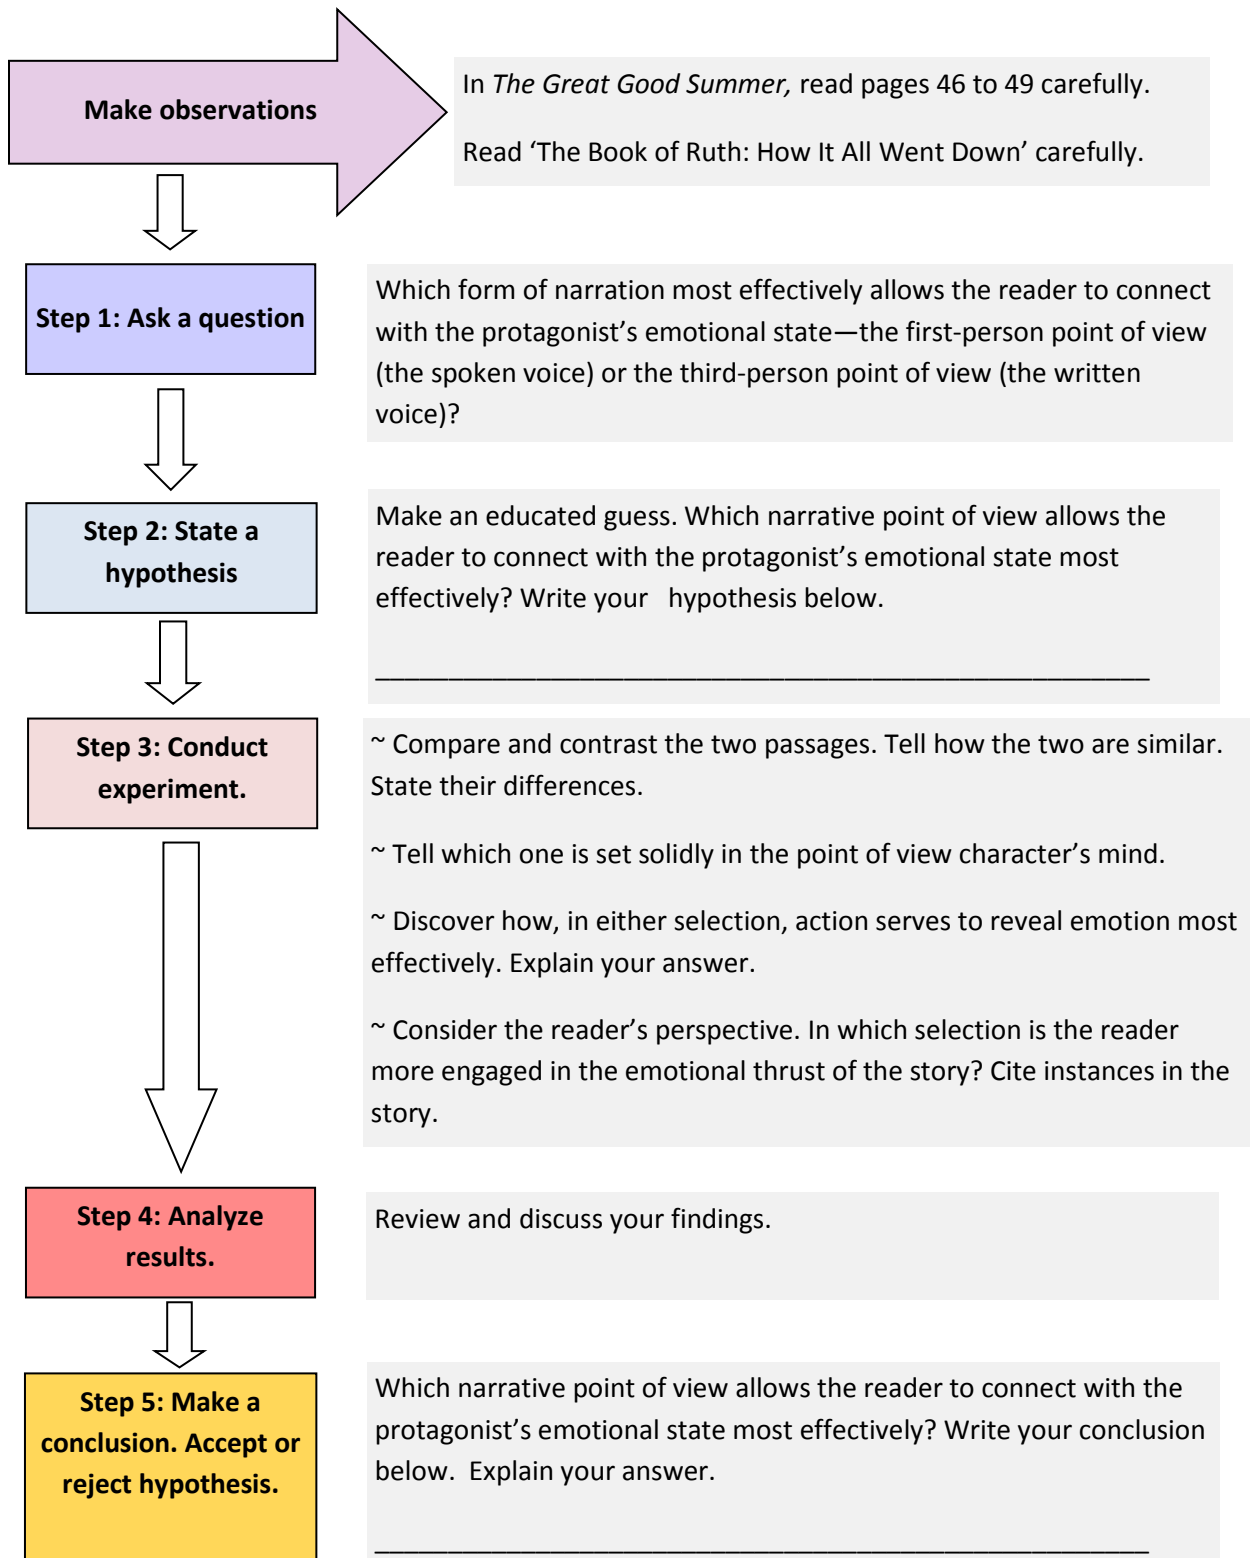 Make observations
In The Great Good Summer, read pages 46 to 49 carefully.
Read ‘The Book of Ruth: How It All Went Down’ carefully.
Step 1: Ask a question
Which form of narration most effectively allows the reader to connect
with the protagonist’s emotional state—the first-person point of view
(the spoken voice) or the third-person point of view (the written
voice)?
Step 2: State a
hypothesis
Make an educated guess. Which narrative point of view allows the
reader to connect with the protagonist’s emotional state most
effectively? Write your   hypothesis below.
_______________________________________________________
Step 3: Conduct
experiment.
~ Compare and contrast the two passages. Tell how the two are similar.
State their differences.
~ Tell which one is set solidly in the point of view character’s mind.
~ Discover how, in either selection, action serves to reveal emotion most
effectively. Explain your answer.
~ Consider the reader’s perspective. In which selection is the reader
more engaged in the emotional thrust of the story? Cite instances in the
story.
Step 4: Analyze
results.
Review and discuss your findings.
Step 5: Make a
conclusion. Accept or
reject hypothesis.
Which narrative point of view allows the reader to connect with the
protagonist’s emotional state most effectively? Write your conclusion
below.  Explain your answer.
_______________________________________________________